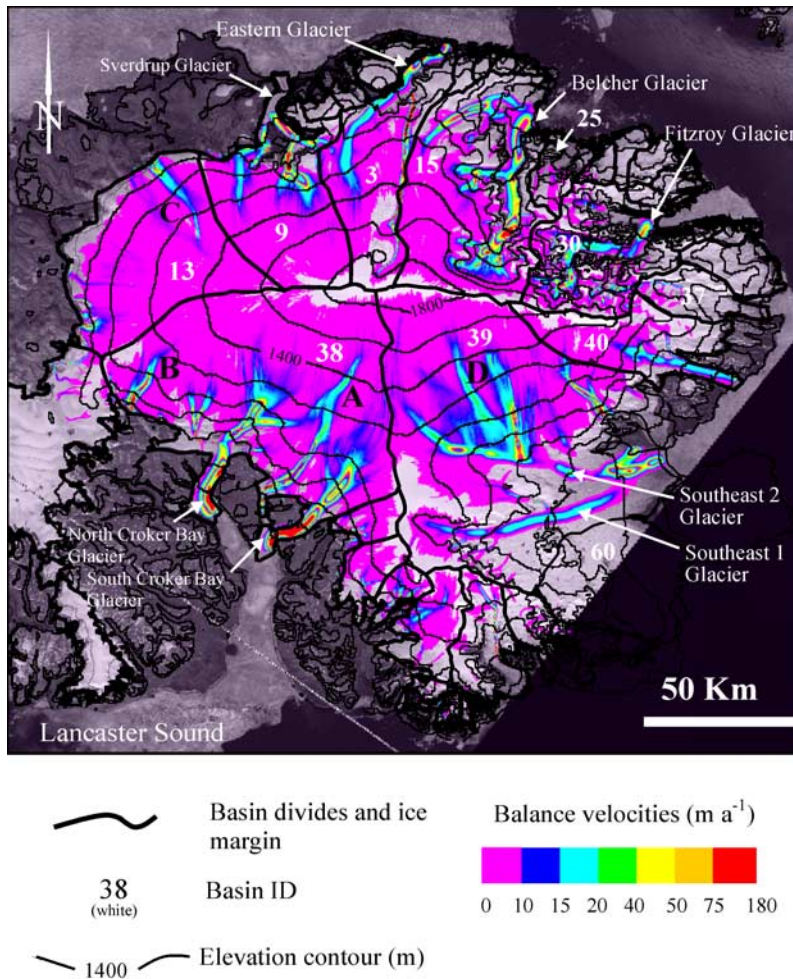 Eastern Glacier
Sverdrup Glacier
Belcher Glacier
25
Fitzroy Glacier
N
15
3
C
9
30
13
37
1800
39
38
40
1400
B
D
A
Southeast 2
Glacier
North Croker Bay
Glacier
South Croker Bay
Glacier
Southeast 1
Glacier
60
50 Km
Lancaster Sound
Basin divides and ice
margin
Balance velocities (m a⁻¹)
38
(white)
Basin ID
0 10 15 20 40 50 75 180
1400
Elevation contour (m)